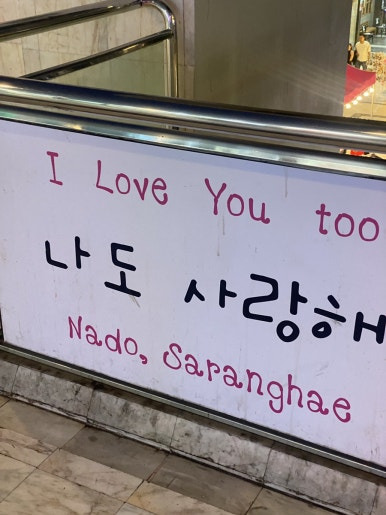 I Love You too
나도 사랑해
Nado, Saranghae